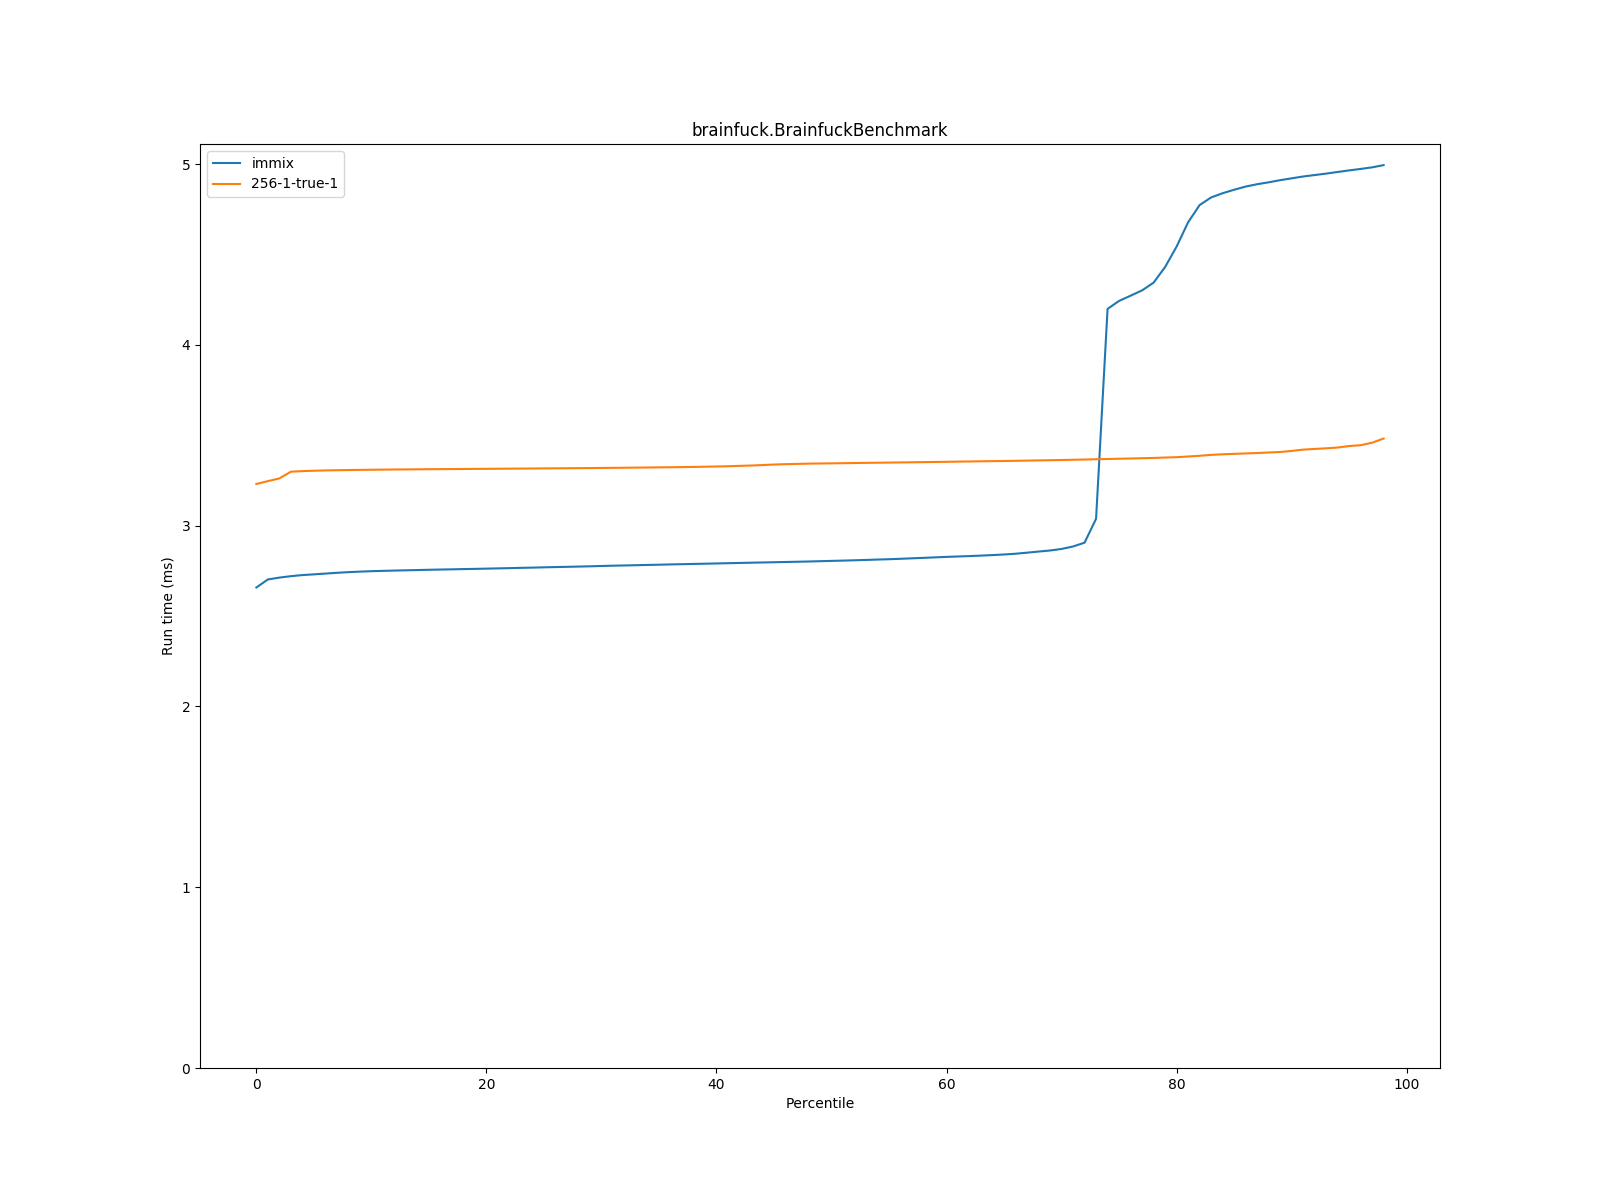 brainfuck.BrainfuckBenchmark
immix
256-1-true-1
5
4
3
2
1
0
Run time (ms)
0 20 40 60 80 100
Percentile